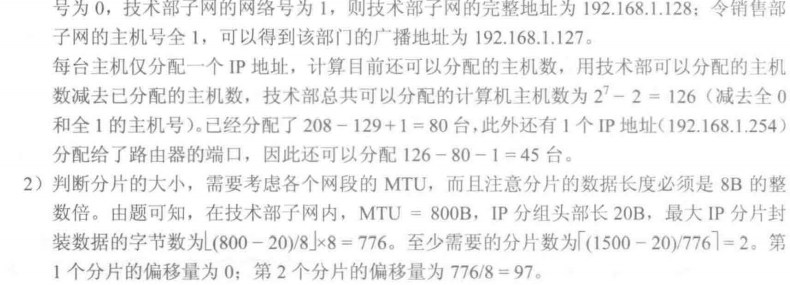 号为 0，技术部子网的网络号为 1，则技术部子网的完整地址为 192.168.1.128；令销售部
子网的主机号全 1，可以得到该部门的广播地址为 192.168.1.127。
每台主机仅分配一个 IP 地址，计算目前还可以分配的主机数，用技术部可以分配的主机
数减去已分配的主机数，技术部总共可以分配的计算机主机数为 2⁷ − 2 = 126（减去全 0
和全 1 的主机号）。已经分配了 208 − 129 + 1 = 80 台，此外还有 1 个 IP 地址（192.168.1.254）
分配给了路由器的端口，因此还可以分配 126 − 80 − 1 = 45 台。
2）判断分片的大小，需要考虑各个网段的 MTU，而且注意分片的数据长度必须是 8B 的整
数倍。由题可知，在技术部子网内，MTU = 800B，IP 分组头部长 20B，最大 IP 分片封
装数据的字节数为⌊(800 − 20)/8⌋×8 = 776。至少需要的分片数为⌈(1500 − 20)/776⌉ = 2。第
1 个分片的偏移量为 0；第 2 个分片的偏移量为 776/8 = 97。